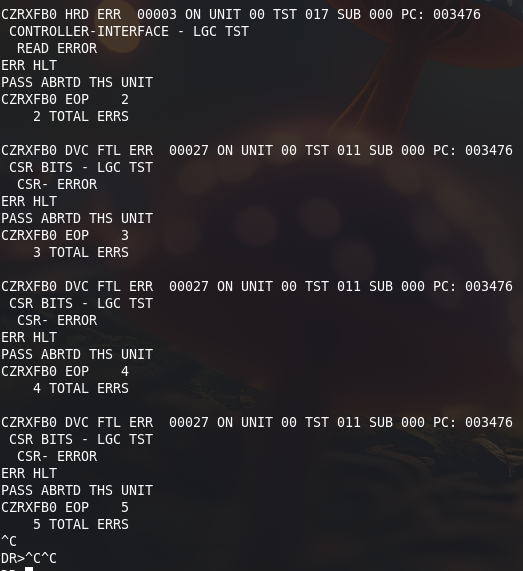 CZRXFB0 HRD ERR  00003 ON UNIT 00 TST 017 SUB 000 PC: 003476
 CONTROLLER-INTERFACE - LGC TST
  READ ERROR
ERR HLT
PASS ABRTD THS UNIT
CZRXFB0 EOP    2
    2 TOTAL ERRS

CZRXFB0 DVC FTL ERR  00027 ON UNIT 00 TST 011 SUB 000 PC: 003476
 CSR BITS - LGC TST
  CSR- ERROR
ERR HLT
PASS ABRTD THS UNIT
CZRXFB0 EOP    3
    3 TOTAL ERRS

CZRXFB0 DVC FTL ERR  00027 ON UNIT 00 TST 011 SUB 000 PC: 003476
 CSR BITS - LGC TST
  CSR- ERROR
ERR HLT
PASS ABRTD THS UNIT
CZRXFB0 EOP    4
    4 TOTAL ERRS

CZRXFB0 DVC FTL ERR  00027 ON UNIT 00 TST 011 SUB 000 PC: 003476
 CSR BITS - LGC TST
  CSR- ERROR
ERR HLT
PASS ABRTD THS UNIT
CZRXFB0 EOP    5
    5 TOTAL ERRS
^C
DR>^C^C